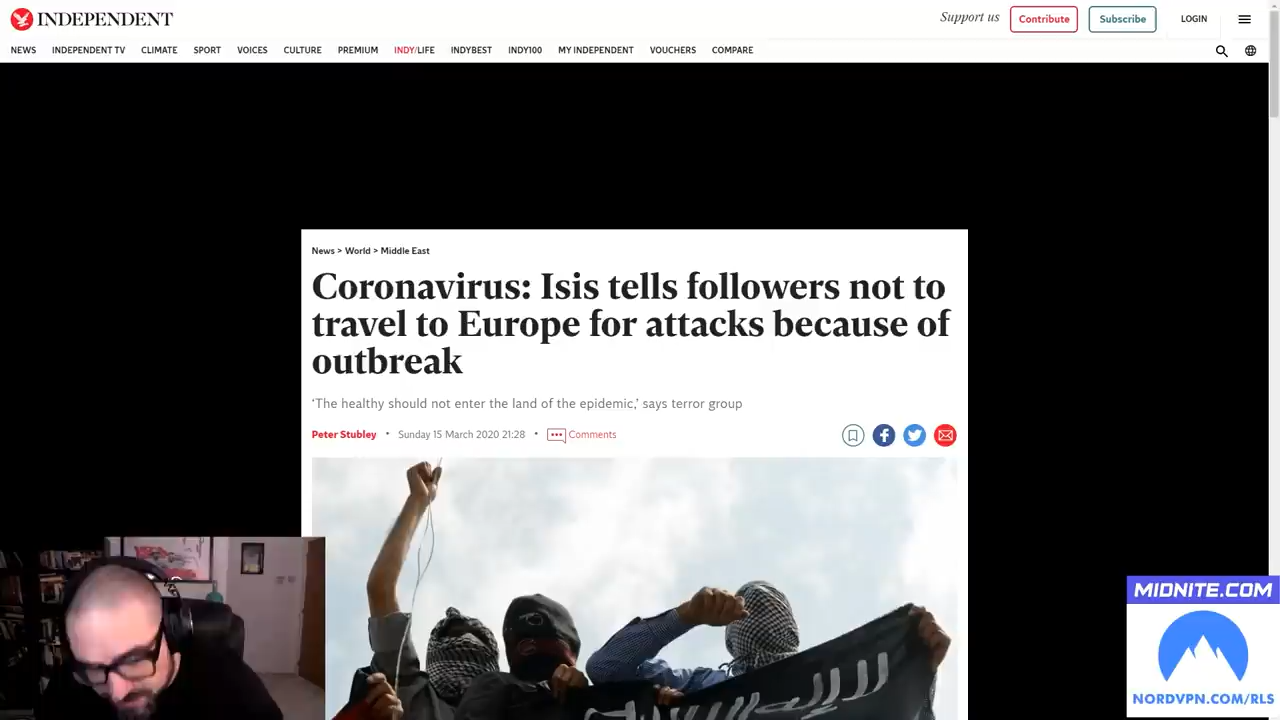 INDEPENDENT
Support us
Contribute
Subscribe
LOGIN
NEWS INDEPENDENT TV CLIMATE SPORT VOICES CULTURE PREMIUM INDY/LIFE INDYBEST INDY100 MY INDEPENDENT VOUCHERS COMPARE
News > World > Middle East
Coronavirus: Isis tells followers not to
travel to Europe for attacks because of
outbreak
‘The healthy should not enter the land of the epidemic,’ says terror group
Peter Stubley • Sunday 15 March 2020 21:28 • Comments
MIDNITE.COM
NORDVPN.COM/RLS